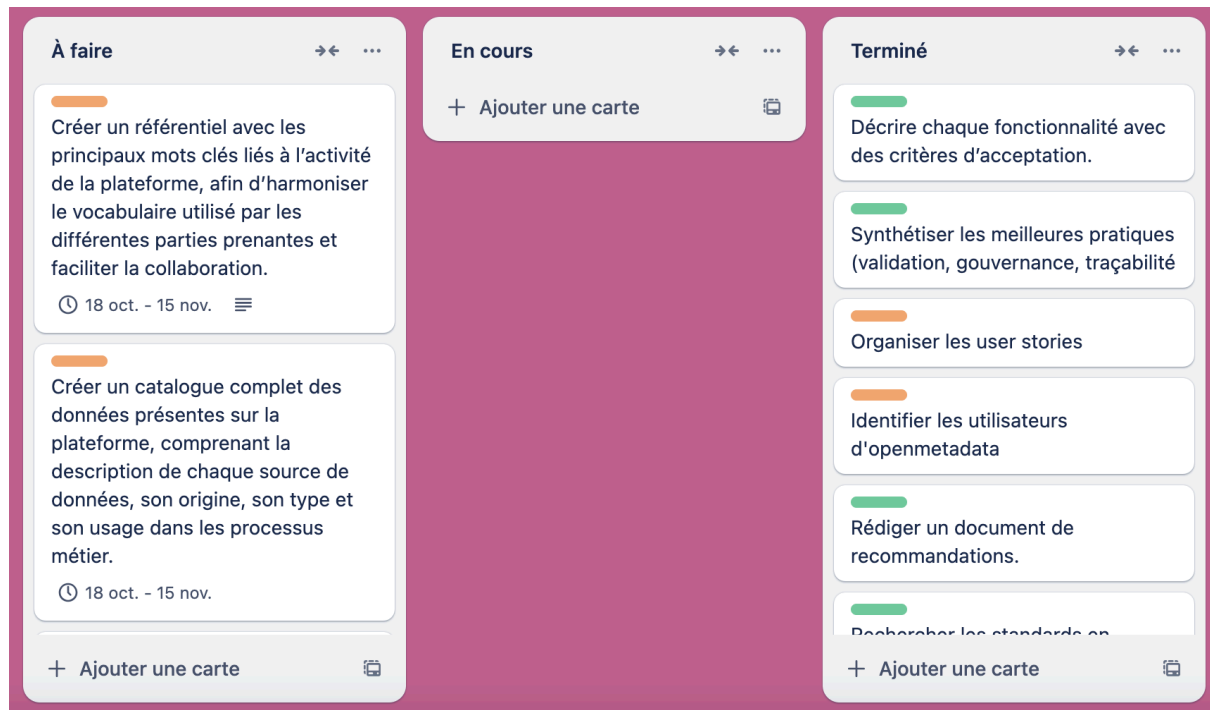 À faire
Créer un référentiel avec les
principaux mots clés liés à l’activité
de la plateforme, afin d’harmoniser
le vocabulaire utilisé par les
différentes parties prenantes et
faciliter la collaboration.
18 oct. - 15 nov.
Créer un catalogue complet des
données présentes sur la
plateforme, comprenant la
description de chaque source de
données, son origine, son type et
son usage dans les processus
métier.
18 oct. - 15 nov.
+ Ajouter une carte
En cours
+ Ajouter une carte
Terminé
Décrire chaque fonctionnalité avec
des critères d’acceptation.
Synthétiser les meilleures pratiques
(validation, gouvernance, traçabilité
Organiser les user stories
Identifier les utilisateurs
d'openmetadata
Rédiger un document de
recommandations.
Rechercher les standards en
+ Ajouter une carte